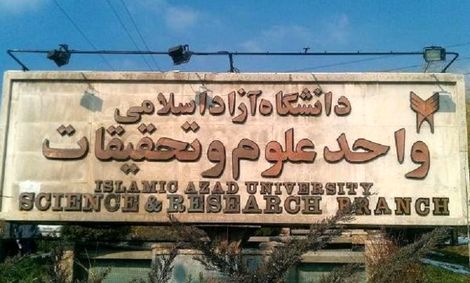 دانشگاه آزاد اسلامی
واحد علوم و تحقیقات
ISLAMIC AZAD UNIVERSITY
SCIENCE & RESEARCH BRANCH